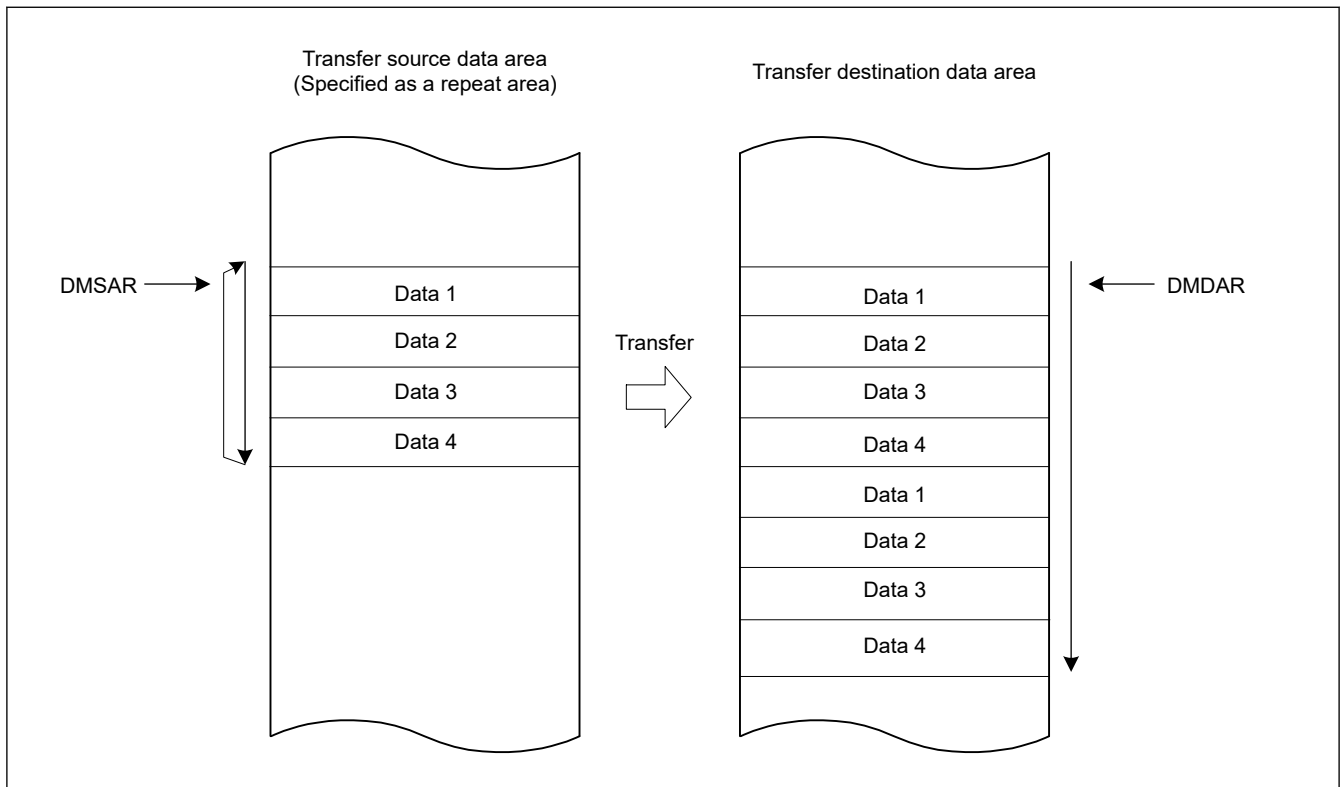 Transfer source data area
(Specified as a repeat area)
Transfer destination data area
DMSAR
Data 1
Data 2
Data 3
Data 4
Transfer
Data 1
Data 2
Data 3
Data 4
Data 1
Data 2
Data 3
Data 4
DMDAR